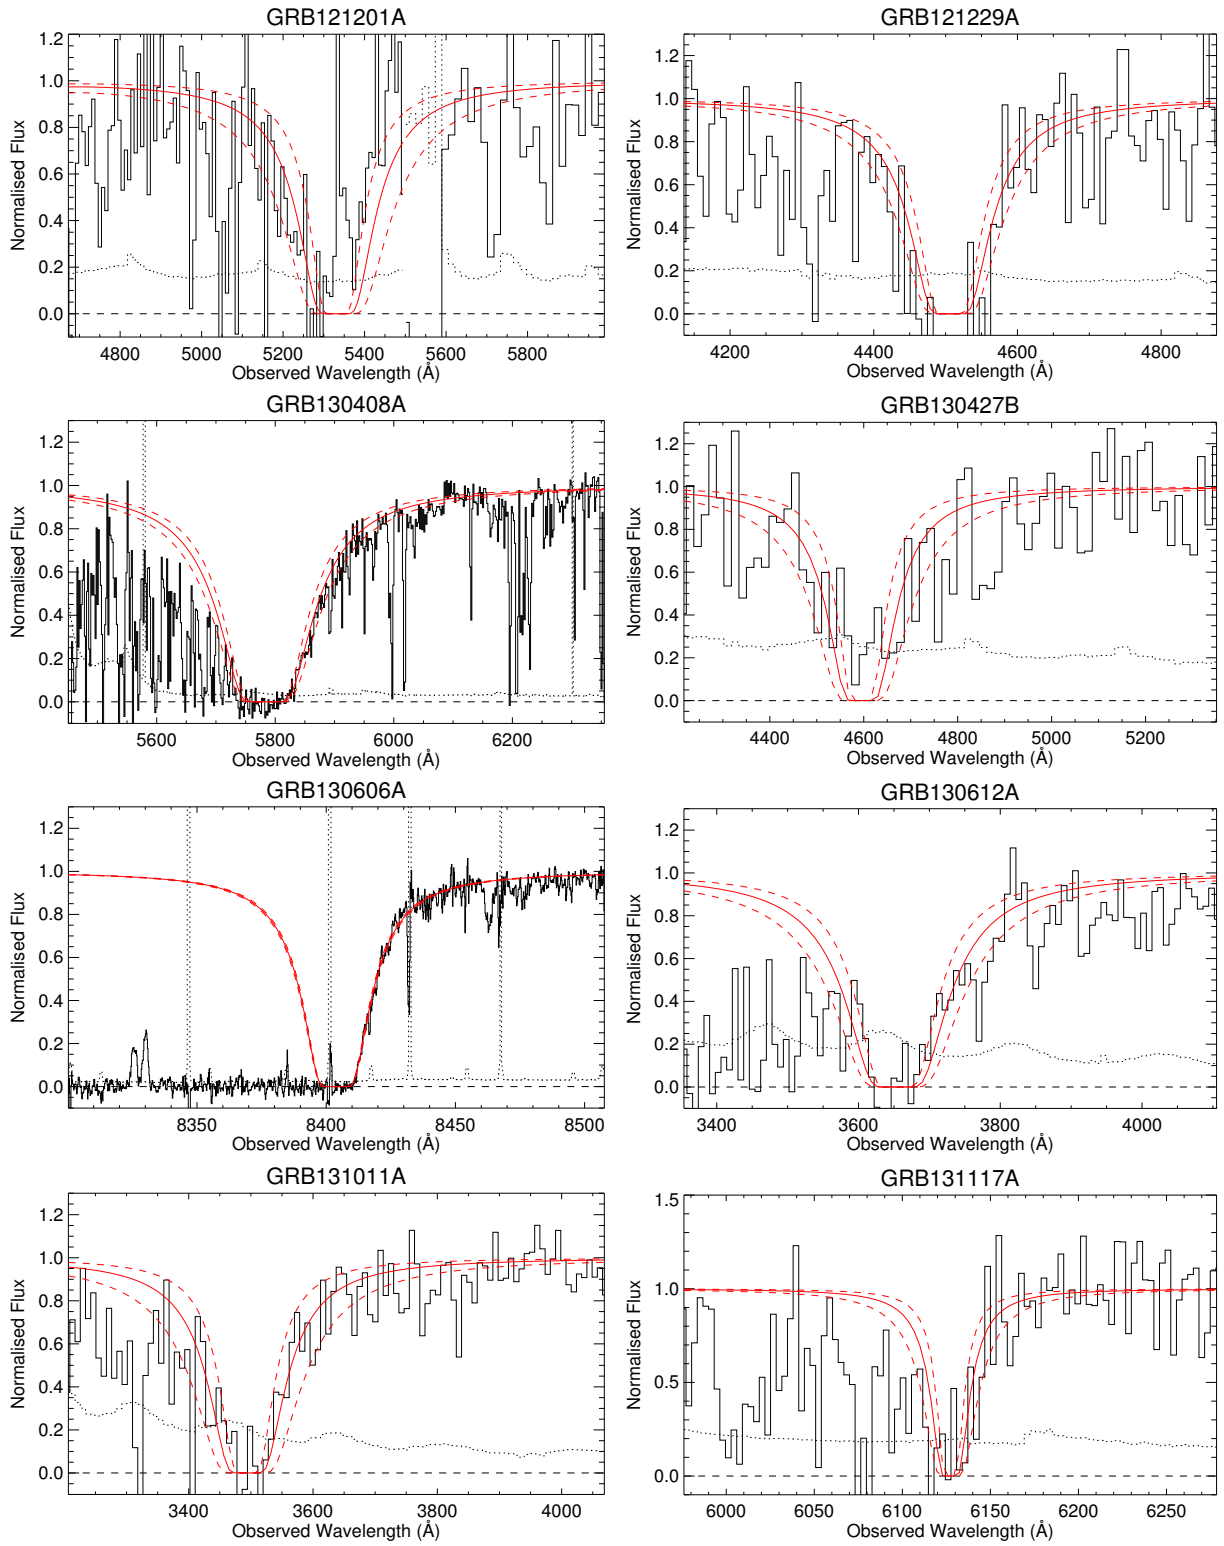 GRB121201A
1.2
1.0
0.8
0.6
0.4
0.2
0.0
Normalised Flux
4800 5000 5200 5400 5600 5800
Observed Wavelength (Å)
GRB121229A
1.2
1.0
0.8
0.6
0.4
0.2
0.0
Normalised Flux
4200 4400 4600 4800
Observed Wavelength (Å)
GRB130408A
1.2
1.0
0.8
0.6
0.4
0.2
0.0
Normalised Flux
5600 5800 6000 6200
Observed Wavelength (Å)
GRB130427B
1.2
1.0
0.8
0.6
0.4
0.2
0.0
Normalised Flux
4400 4600 4800 5000 5200
Observed Wavelength (Å)
GRB130606A
1.2
1.0
0.8
0.6
0.4
0.2
0.0
Normalised Flux
8350 8400 8450 8500
Observed Wavelength (Å)
GRB130612A
1.2
1.0
0.8
0.6
0.4
0.2
0.0
Normalised Flux
3400 3600 3800 4000
Observed Wavelength (Å)
GRB131011A
1.2
1.0
0.8
0.6
0.4
0.2
0.0
Normalised Flux
3400 3600 3800 4000
Observed Wavelength (Å)
GRB131117A
1.5
1.0
0.5
0.0
Normalised Flux
6000 6050 6100 6150 6200 6250
Observed Wavelength (Å)